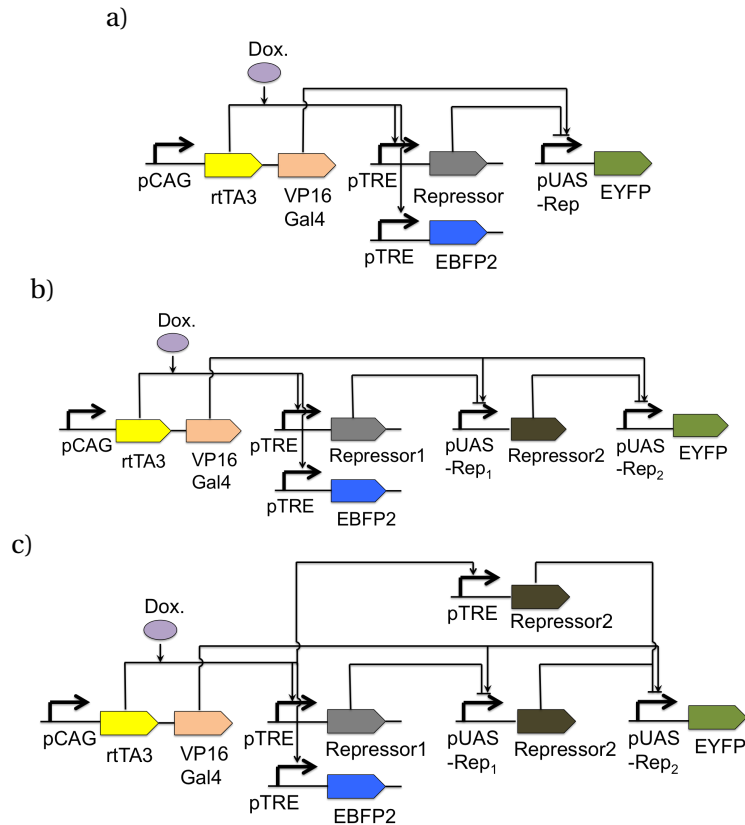 a)
Dox.
pCAG
rtTA3
VP16
Gal4
pTRE
Repressor
pUAS
-Rep
EYFP
pTRE
EBFP2
b)
Dox.
pCAG
rtTA3
VP16
Gal4
pTRE
Repressor1
pUAS
-Rep₁
Repressor2
pUAS
-Rep₂
EYFP
pTRE
EBFP2
c)
pTRE
Repressor2
Dox.
pCAG
rtTA3
VP16
Gal4
pTRE
Repressor1
pUAS
-Rep₁
Repressor2
pUAS
-Rep₂
EYFP
pTRE
EBFP2